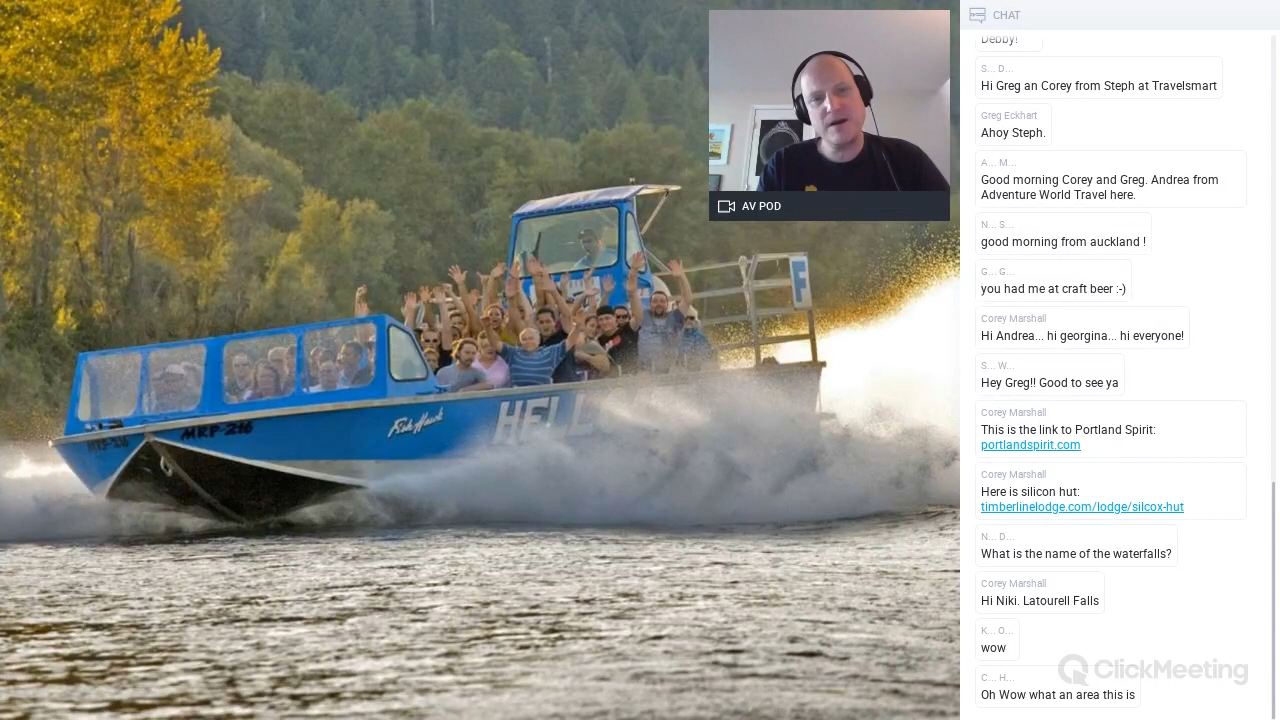 AV POD
F
Fish Hawk
MRP-216
MRP-216
HELL
CHAT
Debby!
S... D...
Hi Greg an Corey from Steph at Travelsmart
Greg Eckhart
Ahoy Steph.
A... M...
Good morning Corey and Greg. Andrea from
Adventure World Travel here.
N... S...
good morning from auckland !
G... G...
you had me at craft beer :-)
Corey Marshall
Hi Andrea... hi georgina... hi everyone!
S... W...
Hey Greg!! Good to see ya
Corey Marshall
This is the link to Portland Spirit:
portlandspirit.com
Corey Marshall
Here is silicon hut:
timberlinelodge.com/lodge/silcox-hut
N... D...
What is the name of the waterfalls?
Corey Marshall
Hi Niki. Latourell Falls
K... O...
wow
C... H...
Oh Wow what an area this is
ClickMeeting